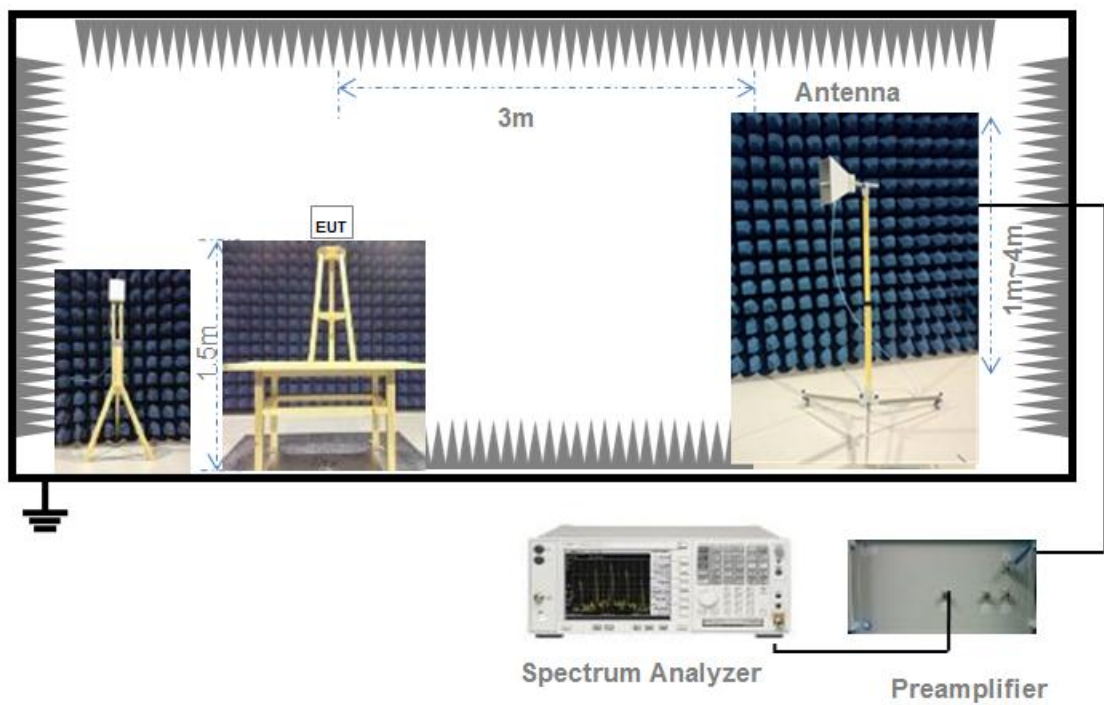 Antenna
3m
EUT
1m~4m
1.5m
Spectrum Analyzer
Preamplifier